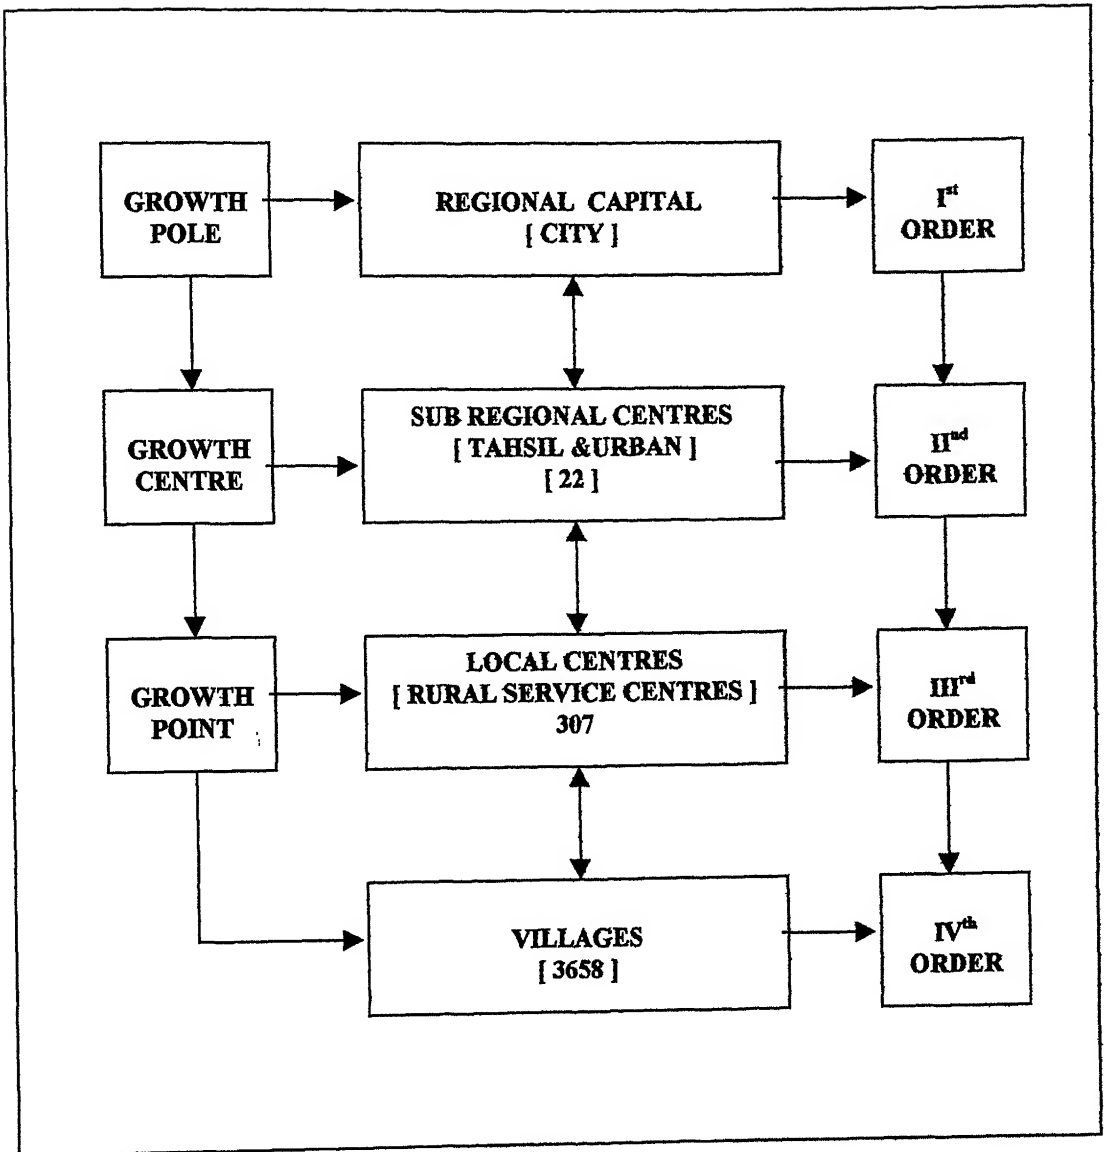 GROWTH
POLE
REGIONAL CAPITAL
[ CITY ]
Ist
ORDER
GROWTH
CENTRE
SUB REGIONAL CENTRES
[ TAHSIL &URBAN ]
[ 22 ]
IInd
ORDER
GROWTH
POINT
LOCAL CENTRES
[ RURAL SERVICE CENTRES ]
307
IIIrd
ORDER
VILLAGES
[ 3658 ]
IVth
ORDER